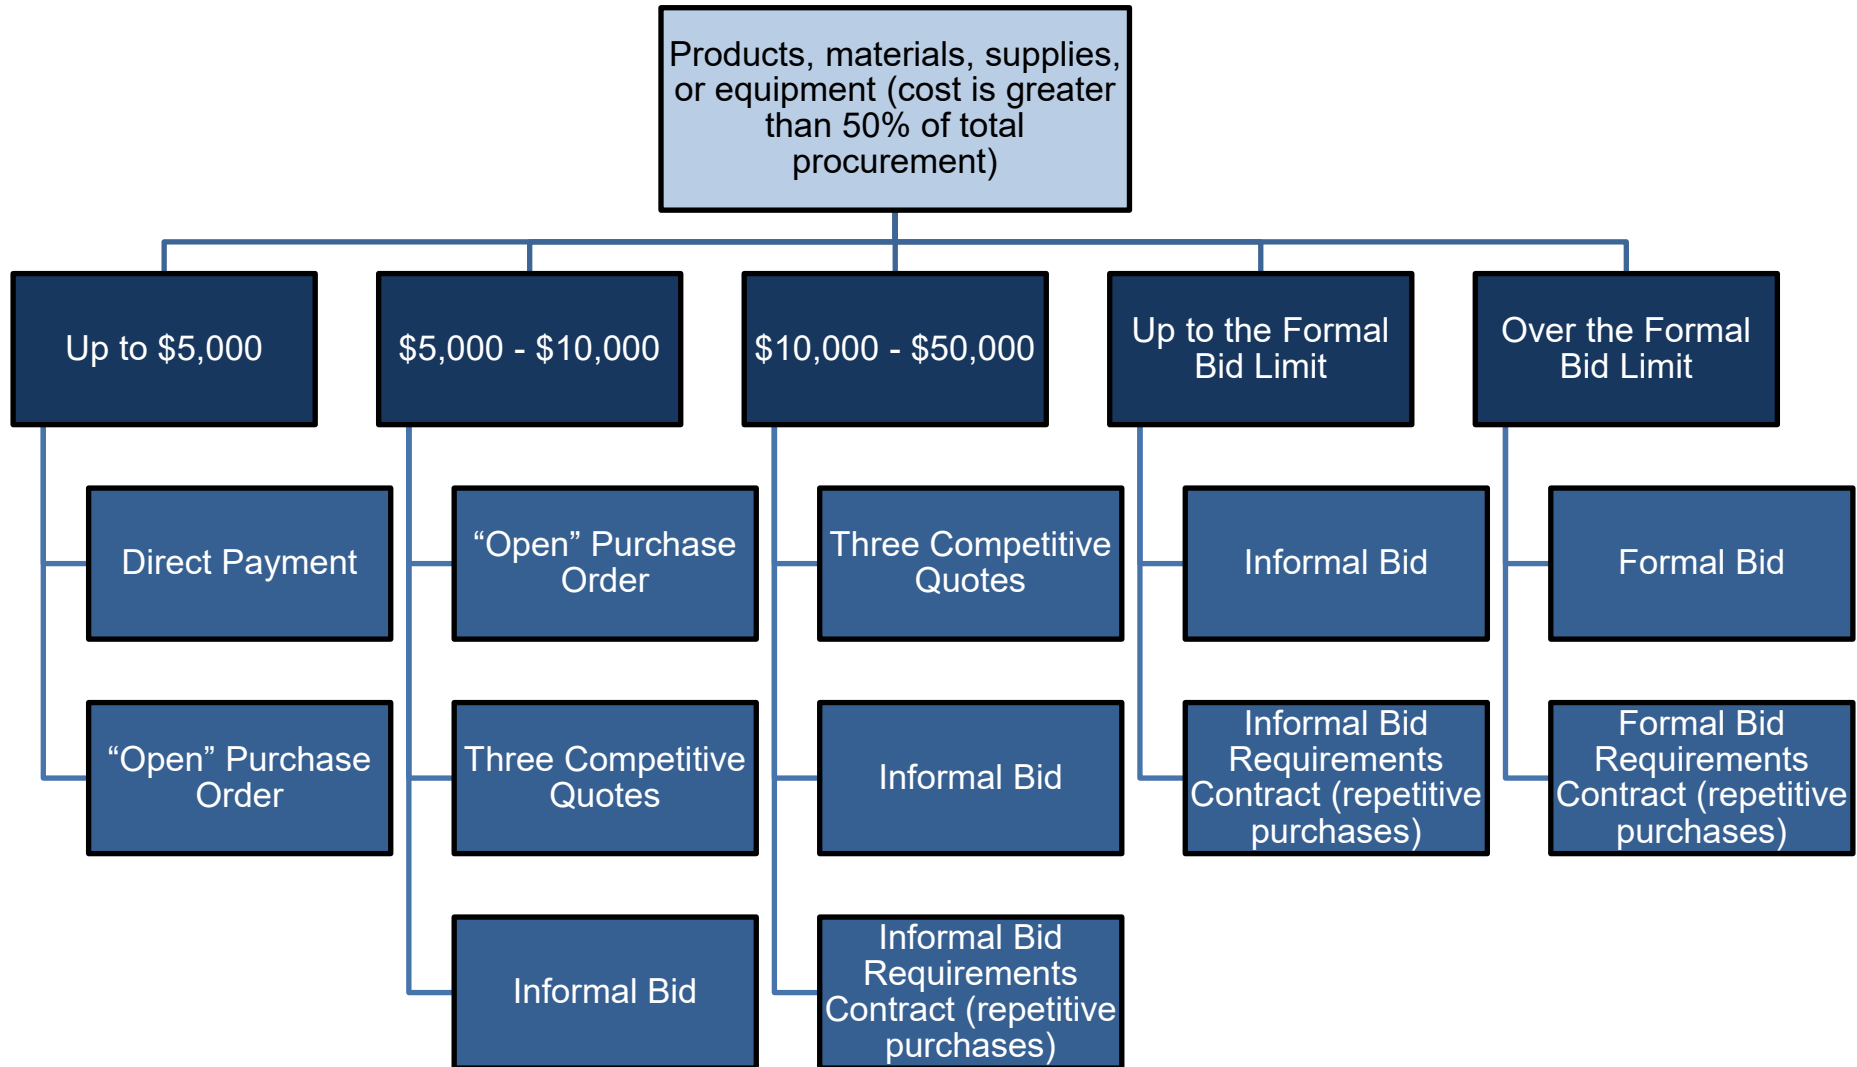 Products, materials, supplies,
or equipment (cost is greater
than 50% of total
procurement)
Up to $5,000
$5,000 - $10,000
$10,000 - $50,000
Up to the Formal
Bid Limit
Over the Formal
Bid Limit
Direct Payment
“Open” Purchase
Order
Three Competitive
Quotes
Informal Bid
Formal Bid
“Open” Purchase
Order
Three Competitive
Quotes
Informal Bid
Informal Bid
Requirements
Contract (repetitive
purchases)
Formal Bid
Requirements
Contract (repetitive
purchases)
Informal Bid
Informal Bid
Requirements
Contract (repetitive
purchases)